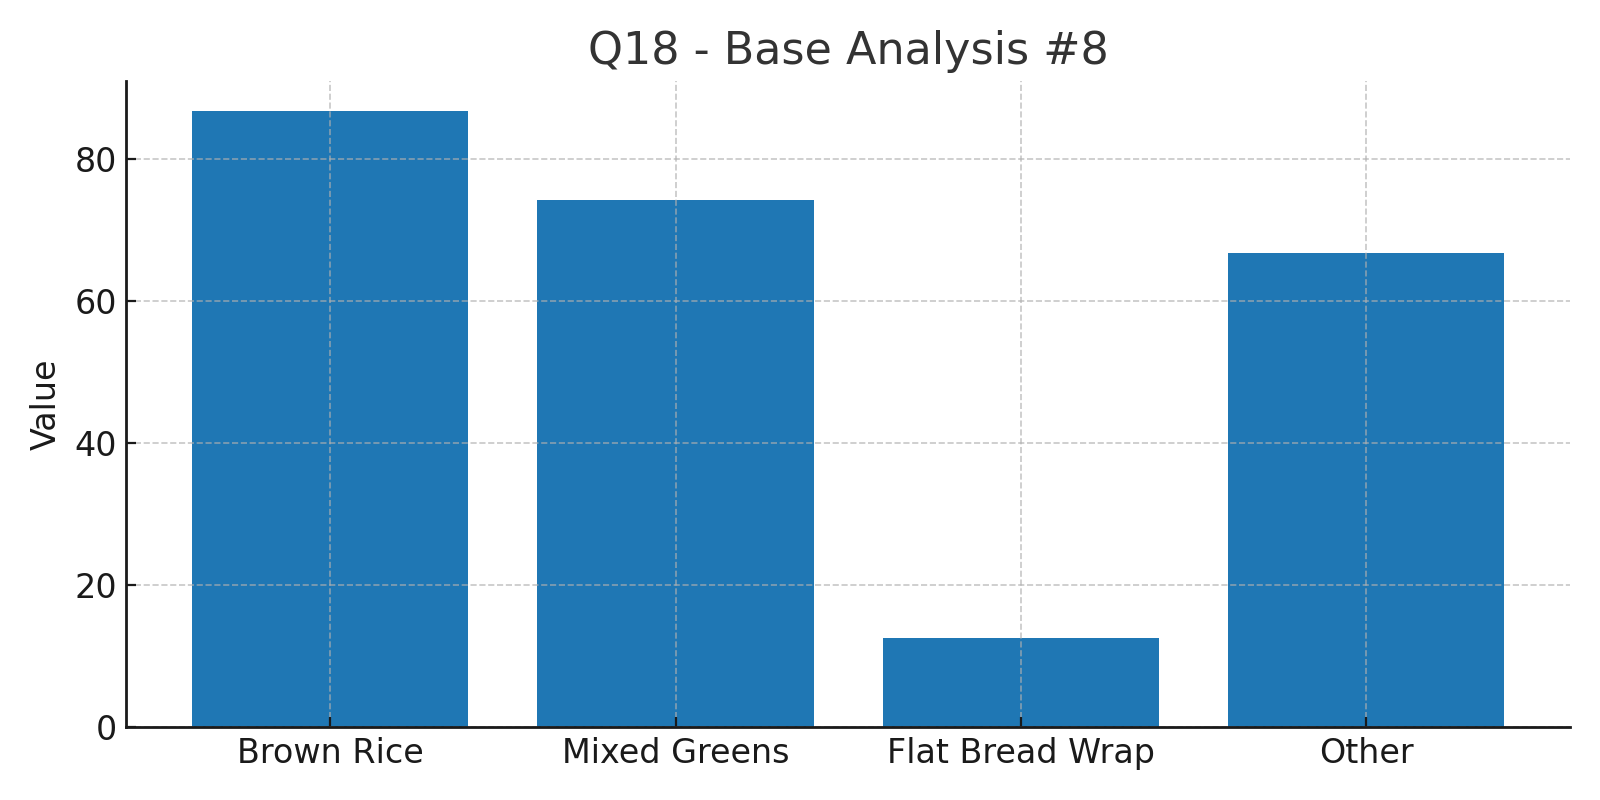 Q18 - Base Analysis #8
Value
80
60
40
20
0
Brown Rice
Mixed Greens
Flat Bread Wrap
Other